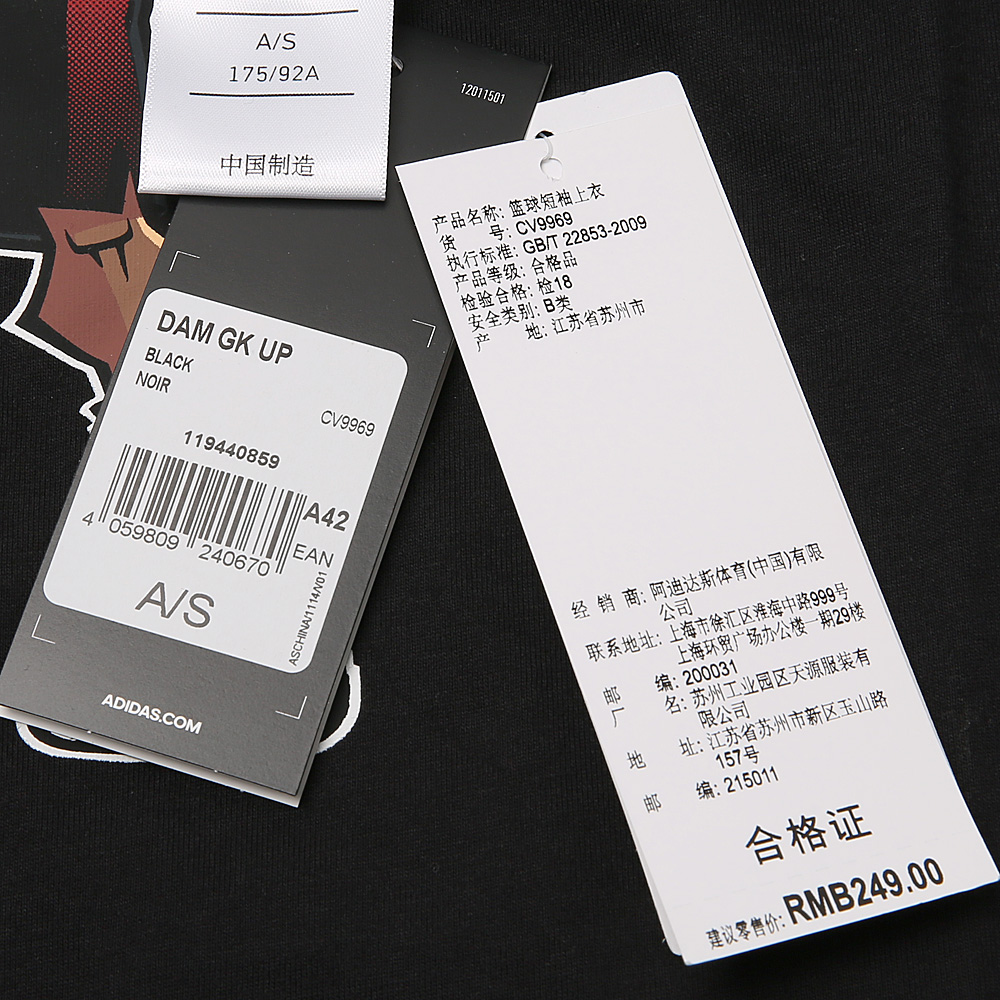 A/S
175/92A
中国制造
12011501
DAM GK UP
BLACK
NOIR
CV9969
119440859
A42
4 059809 240670 EAN
A/S
ASCHINA/1114/V01
ADIDAS.COM
产品名称: 篮球短袖上衣
货 号: CV9969
执行标准: GB/T 22853-2009
产品等级: 合格品
检验合格: 检18
安全类别: B类
产 地: 江苏省苏州市
经 销 商: 阿迪达斯体育(中国)有限
公司
联系地址: 上海市徐汇区淮海中路999号
上海环贸广场办公楼一期29楼
邮 编: 200031
厂 名: 苏州工业园区天源服装有
限公司
地 址: 江苏省苏州市新区玉山路
157号
邮 编: 215011
合格证
建议零售价: RMB249.00